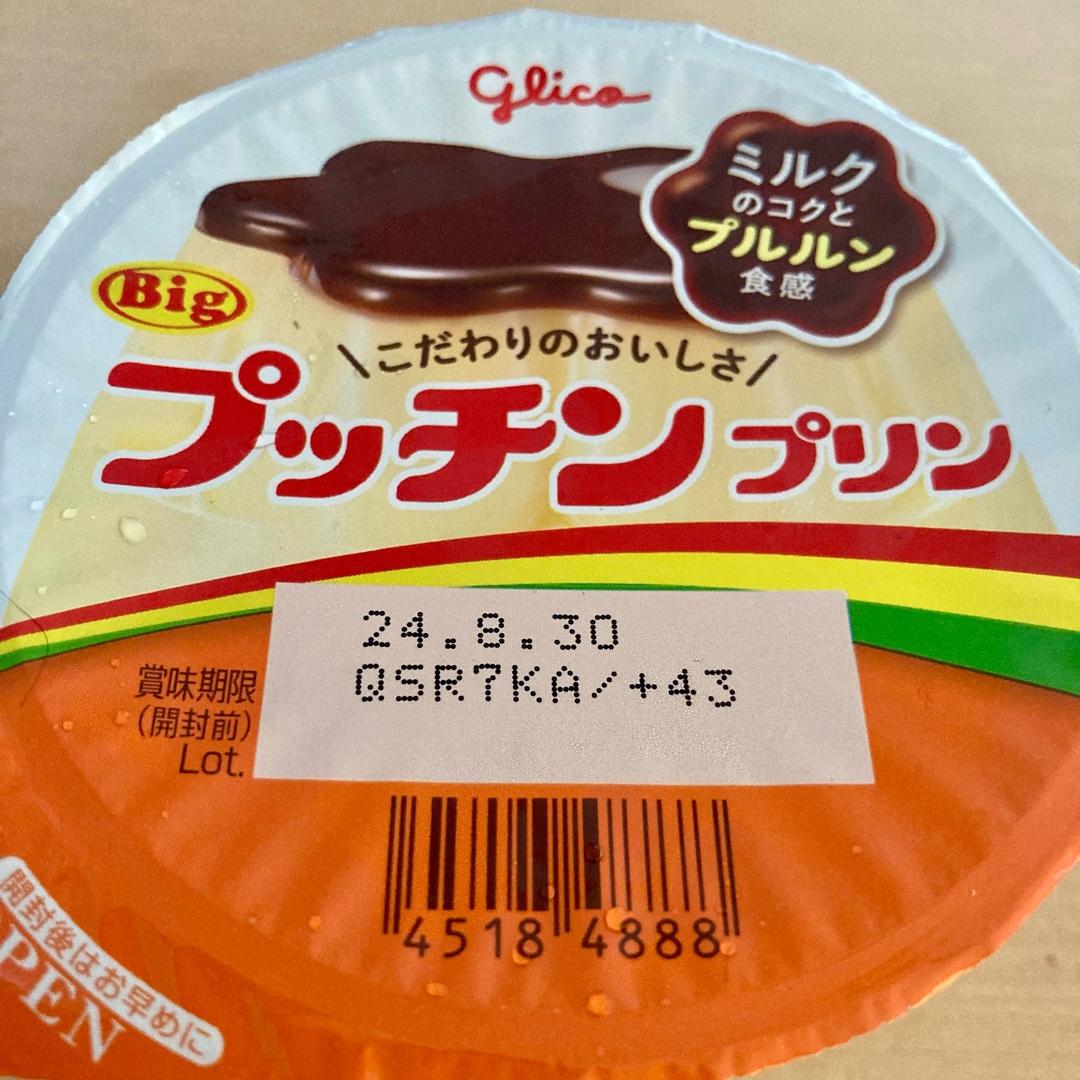 Glico
ミルク
のコクと
プルルン
食感
Big
\こだわりのおいしさ/
プッチンプリン
24.8.30
QSR7KA/+43
賞味期限
(開封前)
Lot.
4518 4888
開封後はお早めに
OPEN